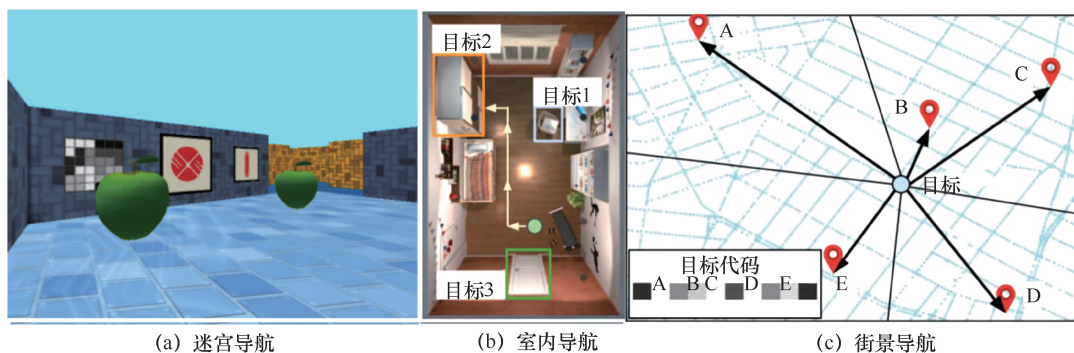 目标2
目标1
目标3
A
C
B
目标
E
D
目标代码
A B C D E
(a) 迷宫导航
(b) 室内导航
(c) 街景导航